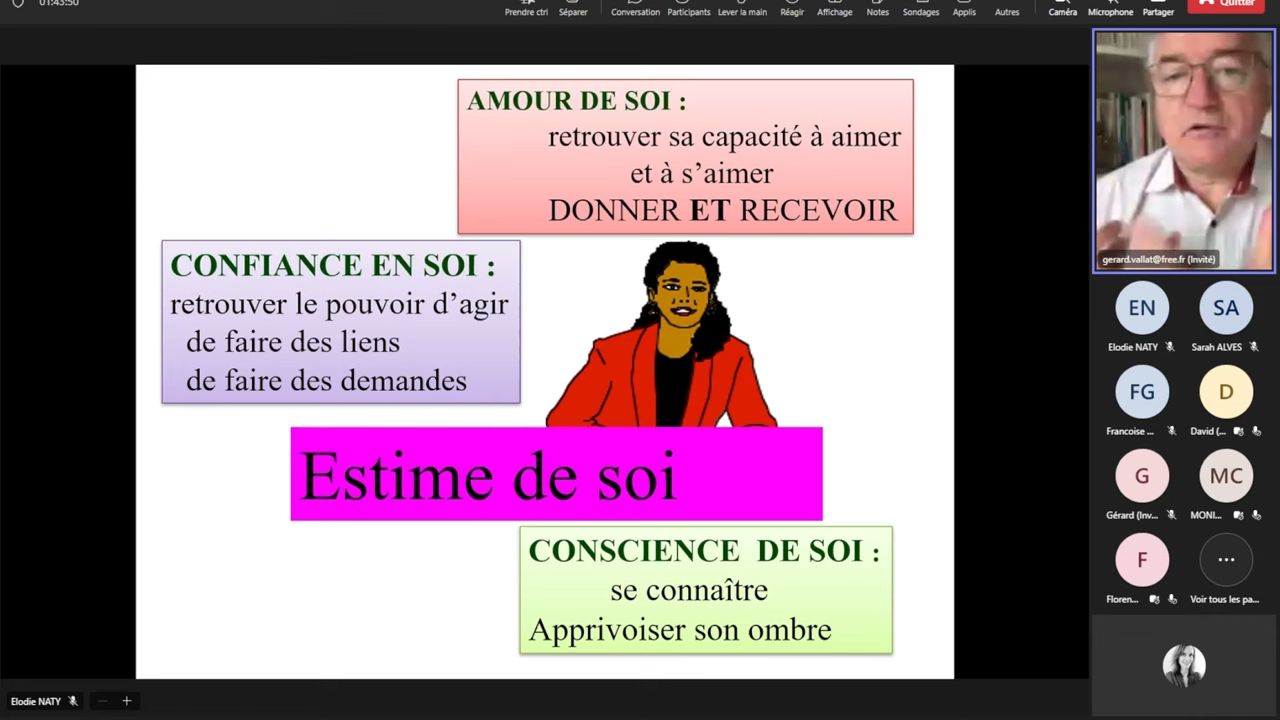 01:43:50
Prendre ctrl Séparer Conversation Participants Lever la main Réagir Affichage Notes Sondages Applis Autres Caméra Microphone Partager Quitter
AMOUR DE SOI :
retrouver sa capacité à aimer
et à s’aimer
DONNER ET RECEVOIR
CONFIANCE EN SOI :
retrouver le pouvoir d’agir
de faire des liens
de faire des demandes
Estime de soi
CONSCIENCE DE SOI :
se connaître
Apprivoiser son ombre
gerard.vallat@free.fr (Invité)
EN SA
Elodie NATY Sarah ALVES
FG D
Francoise ... David (...
G MC
Gérard (Inv... MONI...
F ...
Floren... Voir tous les pa...
Elodie NATY